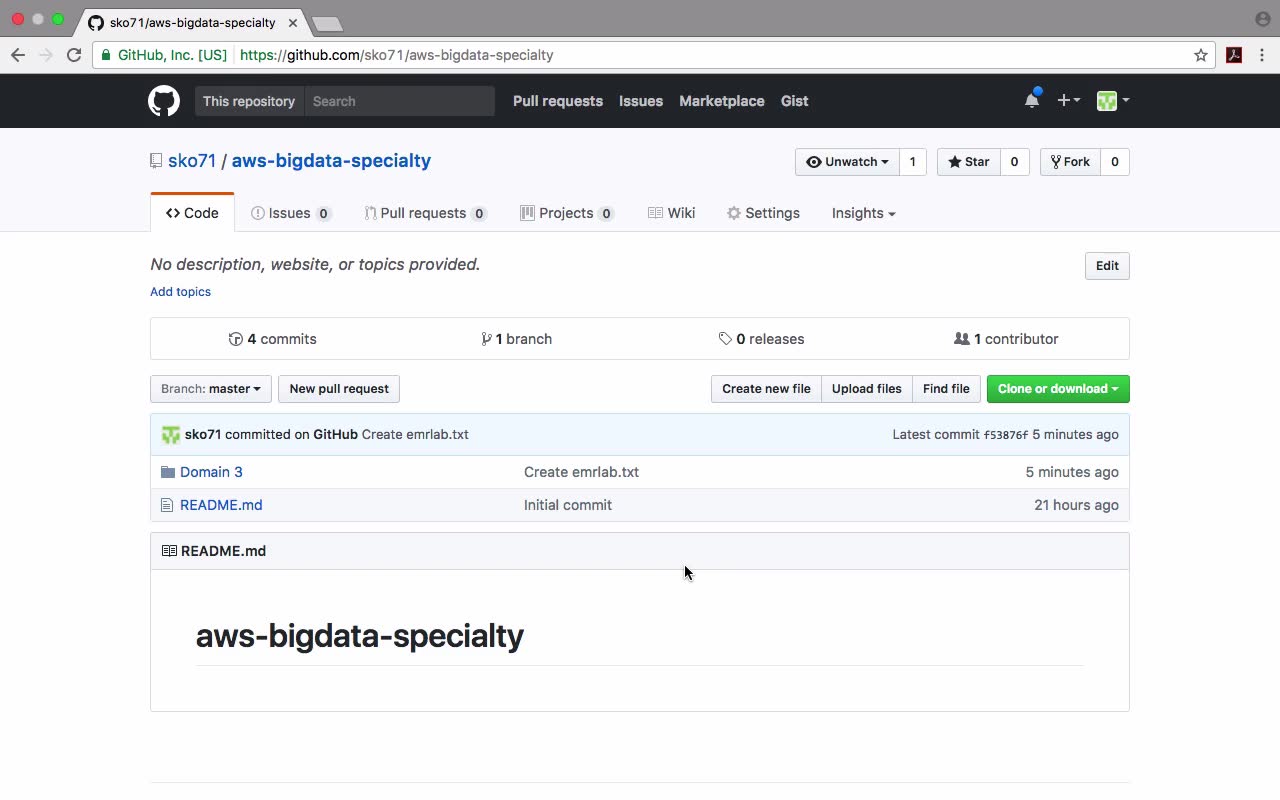 sko71/aws-bigdata-specialty
GitHub, Inc. [US] https://github.com/sko71/aws-bigdata-specialty
This repository Search Pull requests Issues Marketplace Gist
sko71 / aws-bigdata-specialty Unwatch 1 Star 0 Fork 0
Code Issues 0 Pull requests 0 Projects 0 Wiki Settings Insights
No description, website, or topics provided. Edit
Add topics
4 commits 1 branch 0 releases 1 contributor
Branch: master New pull request Create new file Upload files Find file Clone or download
sko71 committed on GitHub Create emrlab.txt Latest commit f53876f 5 minutes ago
Domain 3 Create emrlab.txt 5 minutes ago
README.md Initial commit 21 hours ago
README.md
aws-bigdata-specialty